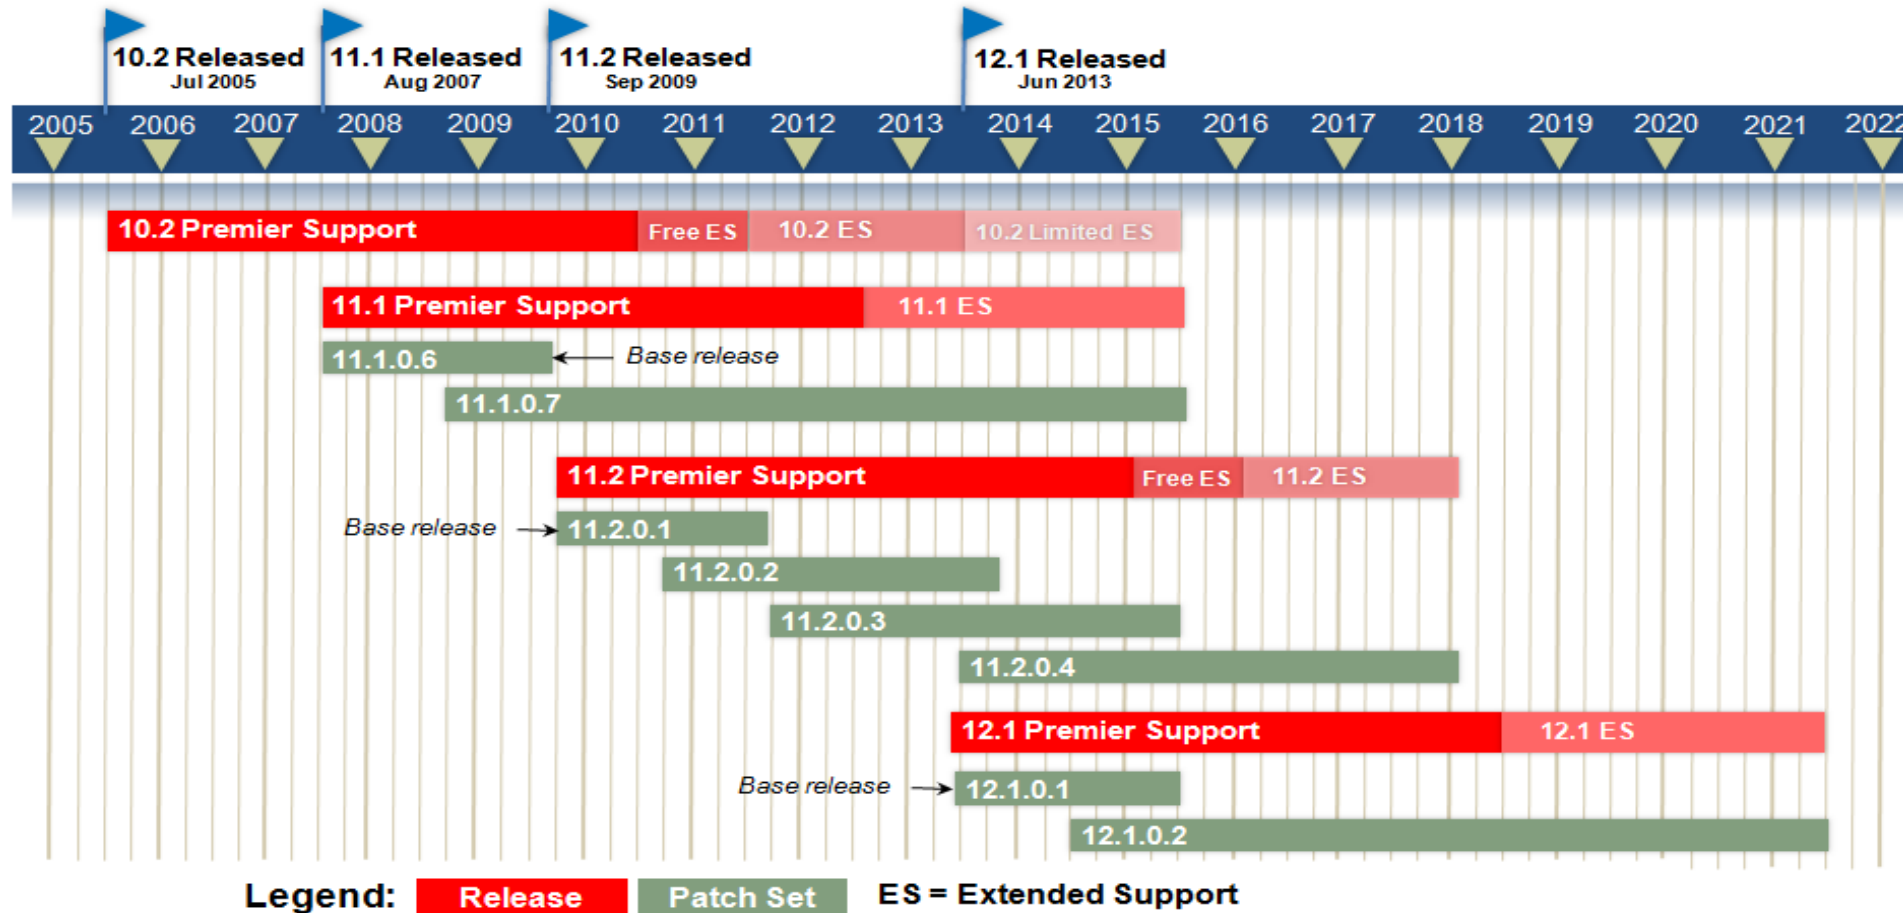 10.2 Released
Jul 2005
11.1 Released
Aug 2007
11.2 Released
Sep 2009
12.1 Released
Jun 2013
2005 2006 2007 2008 2009 2010 2011 2012 2013 2014 2015 2016 2017 2018 2019 2020 2021 2022
10.2 Premier Support Free ES 10.2 ES 10.2 Limited ES
11.1 Premier Support 11.1 ES
11.1.0.6 Base release
11.1.0.7
11.2 Premier Support Free ES 11.2 ES
Base release 11.2.0.1
11.2.0.2
11.2.0.3
11.2.0.4
12.1 Premier Support 12.1 ES
Base release 12.1.0.1
12.1.0.2
Legend: Release Patch Set ES = Extended Support